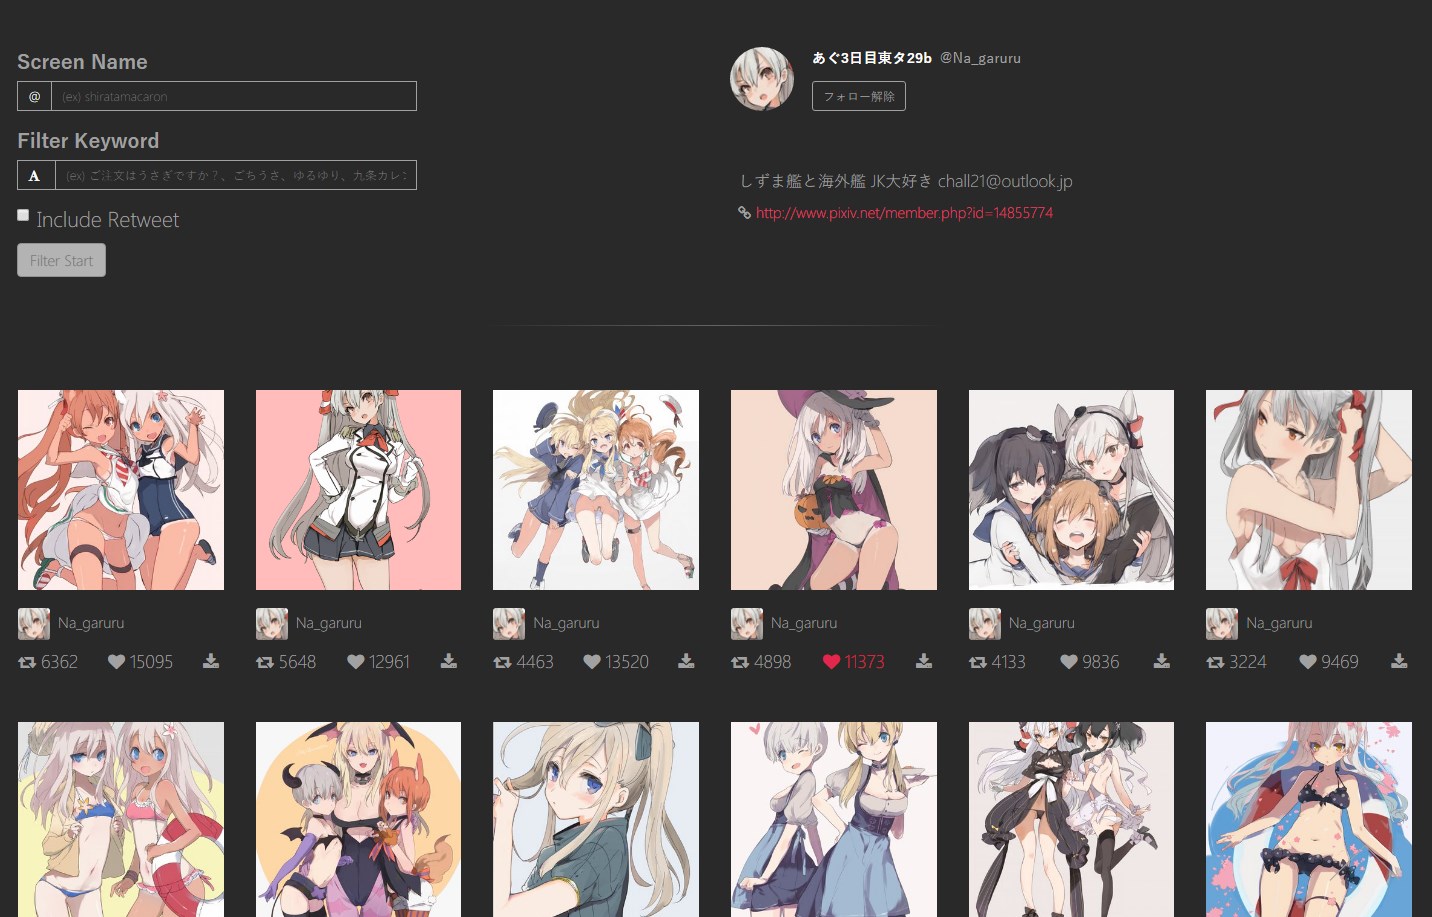 Screen Name
@ (ex) shiratamacaron
Filter Keyword
A (ex) ご注文はうさぎですか？、ごちうさ、ゆるゆり、九条カレン
Include Retweet
Filter Start
あぐ3日目東タ29b @Na_garuru
フォロー解除
しずま艦と海外艦 JK大好き chall21@outlook.jp
http://www.pixiv.net/member.php?id=14855774
Na_garuru Na_garuru Na_garuru Na_garuru Na_garuru Na_garuru
6362 15095 5648 12961 4463 13520 4898 11373 4133 9836 3224 9469